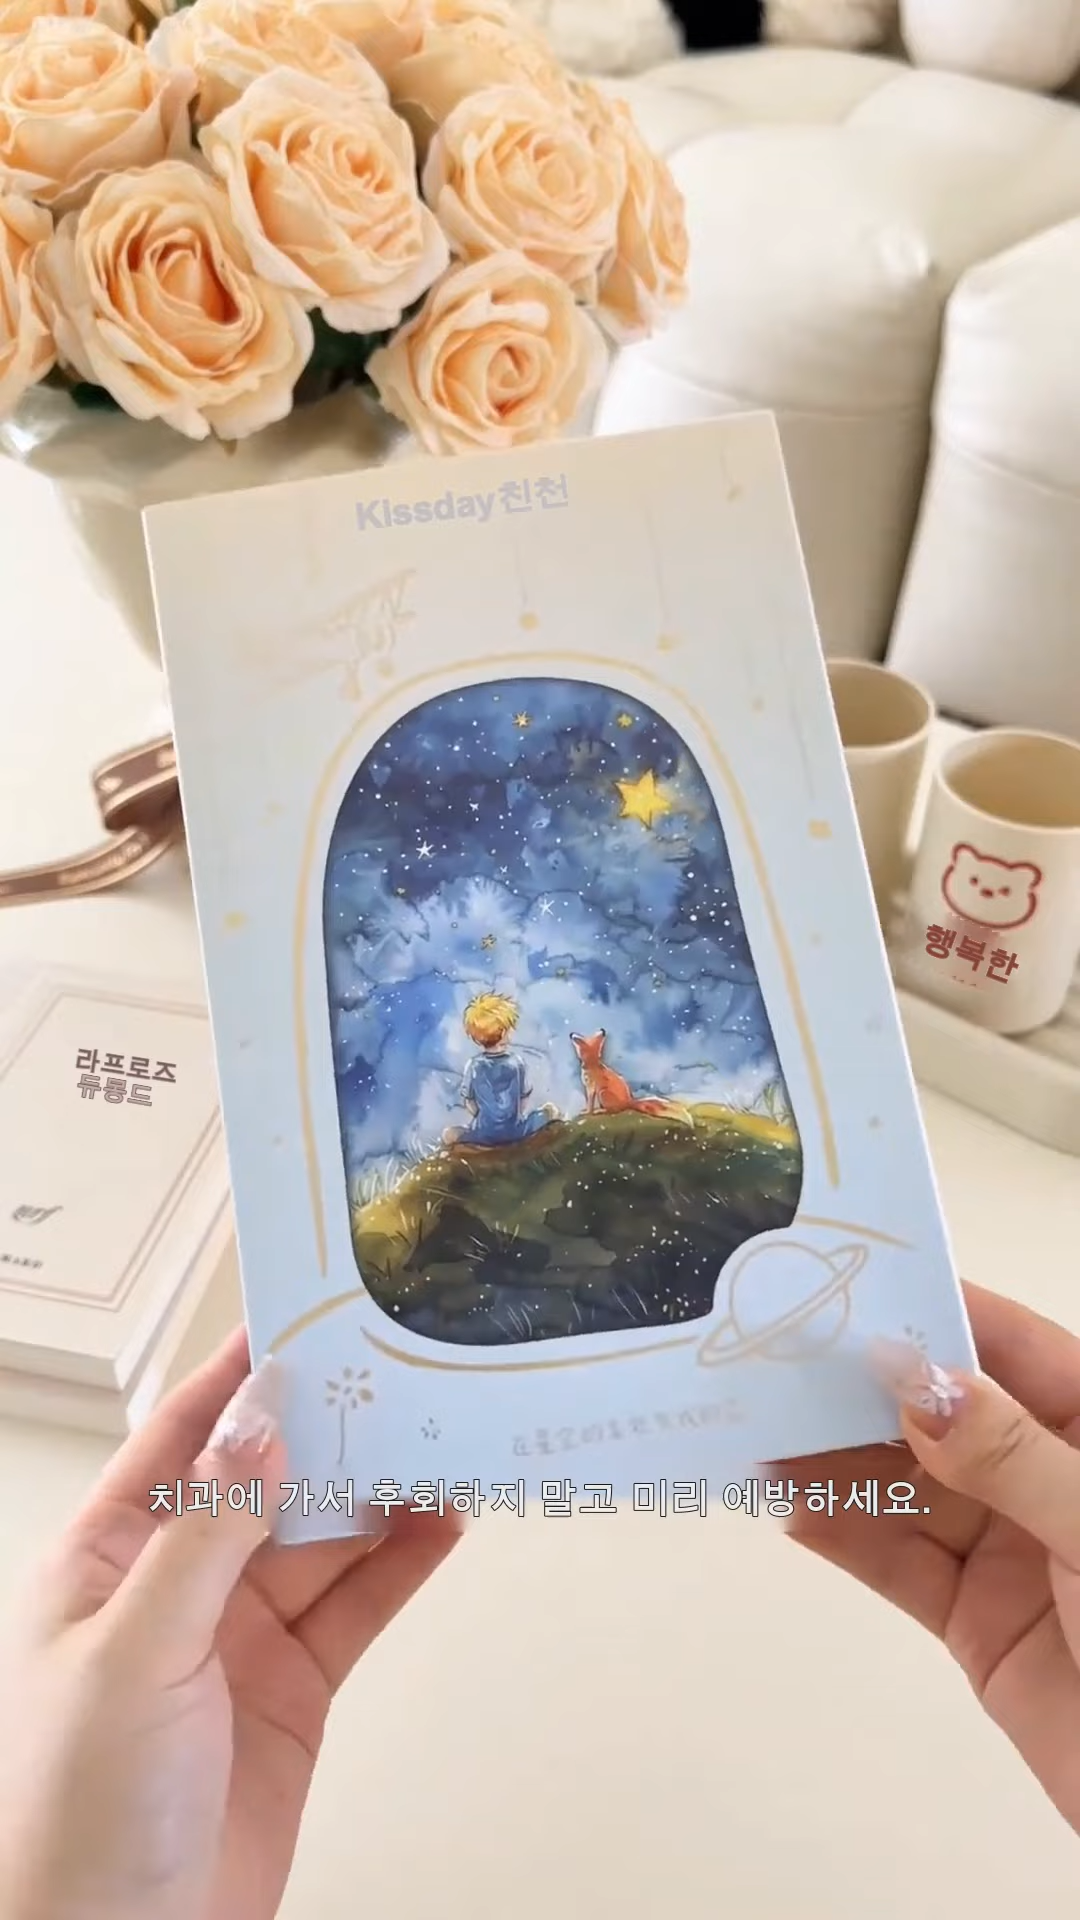 Kissday친천
행복한
라프로즈
듀롱드
nrf
치과에 가서 후회하지 말고 미리 예방하세요.